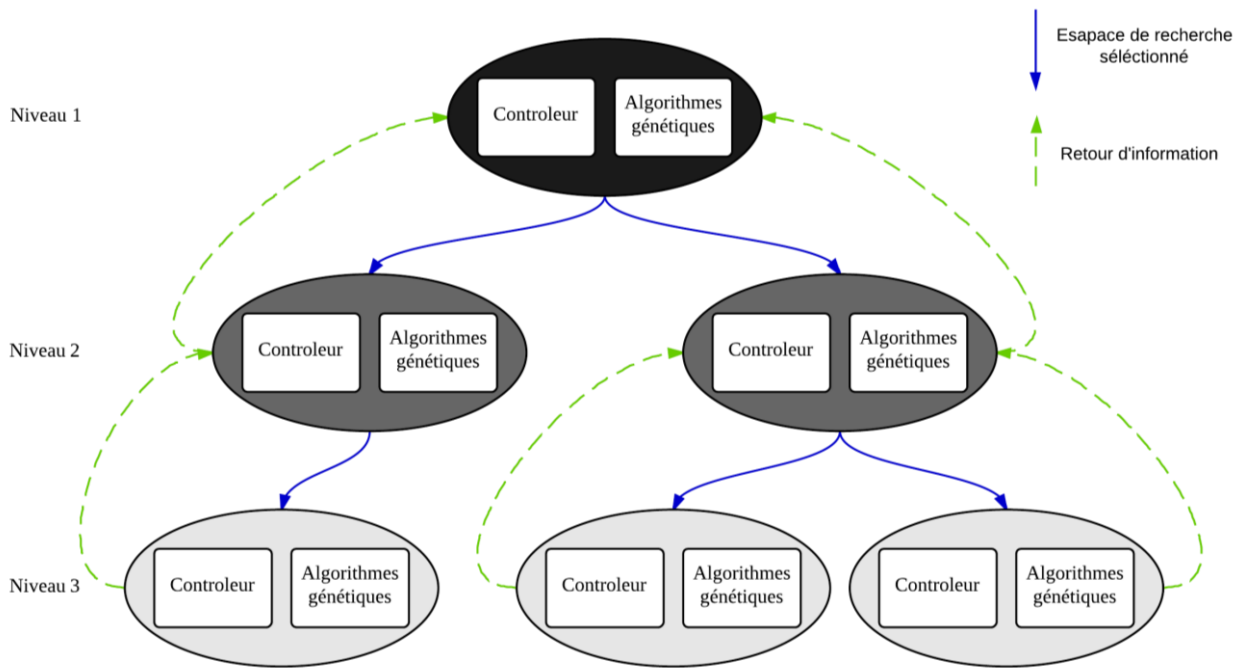 Esapace de recherche
séléctionné
Niveau 1
Controleur
Algorithmes
génétiques
Retour d'information
Niveau 2
Controleur
Algorithmes
génétiques
Controleur
Algorithmes
génétiques
Niveau 3
Controleur
Algorithmes
génétiques
Controleur
Algorithmes
génétiques
Controleur
Algorithmes
génétiques